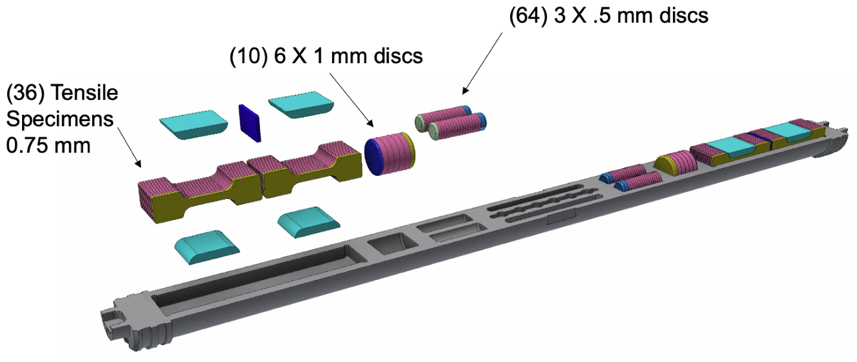 (64) 3 X .5 mm discs
(10) 6 X 1 mm discs
(36) Tensile
Specimens
0.75 mm